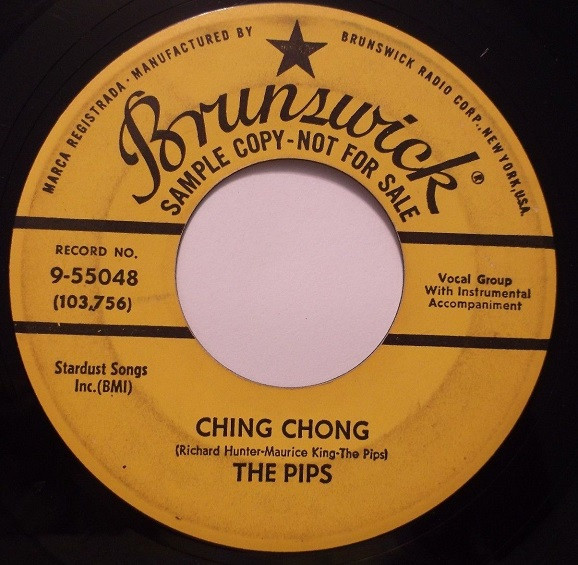 MARCA REGISTRADA · MANUFACTURED BY BRUNSWICK RADIO CORP., NEW YORK, U.S.A.
Brunswick®
SAMPLE COPY-NOT FOR SALE
RECORD NO.
9-55048
(103,756)
Vocal Group
With Instrumental
Accompaniment
Stardust Songs
Inc.(BMI)
CHING CHONG
(Richard Hunter-Maurice King-The Pips)
THE PIPS